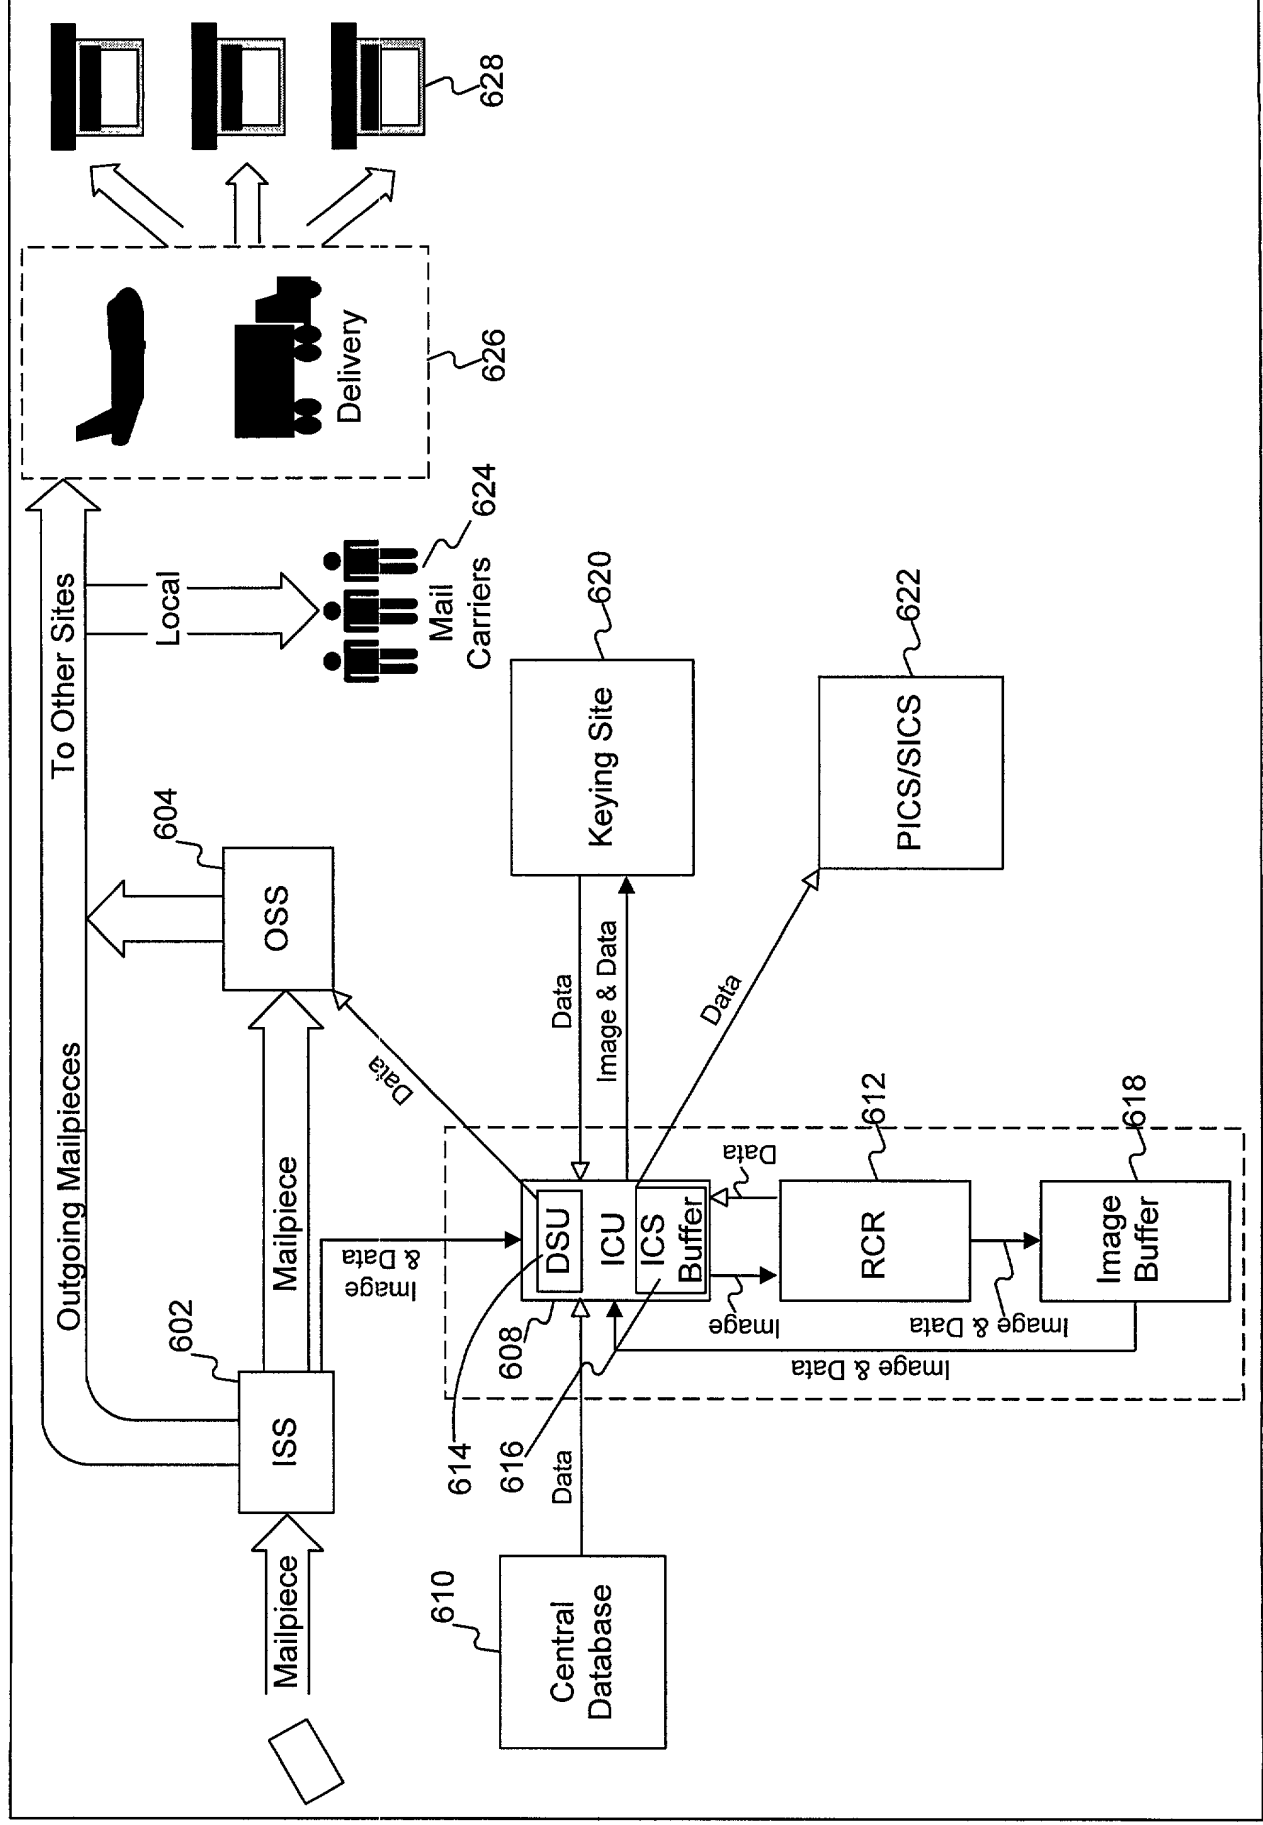 Outgoing Mailpieces
To Other Sites
628
626
Delivery
Local
624
Mail
Carriers
604
OSS
602
ISS
Mailpiece
Mailpiece
Data
Image
& Data
620
Keying Site
Data
Image & Data
622
PICS/SICS
Data
610
Central
Database
Data
608
614
616
DSU
ICU
ICS
Buffer
Image
Data
612
RCR
Image & Data
Image & Data
618
Image
Buffer